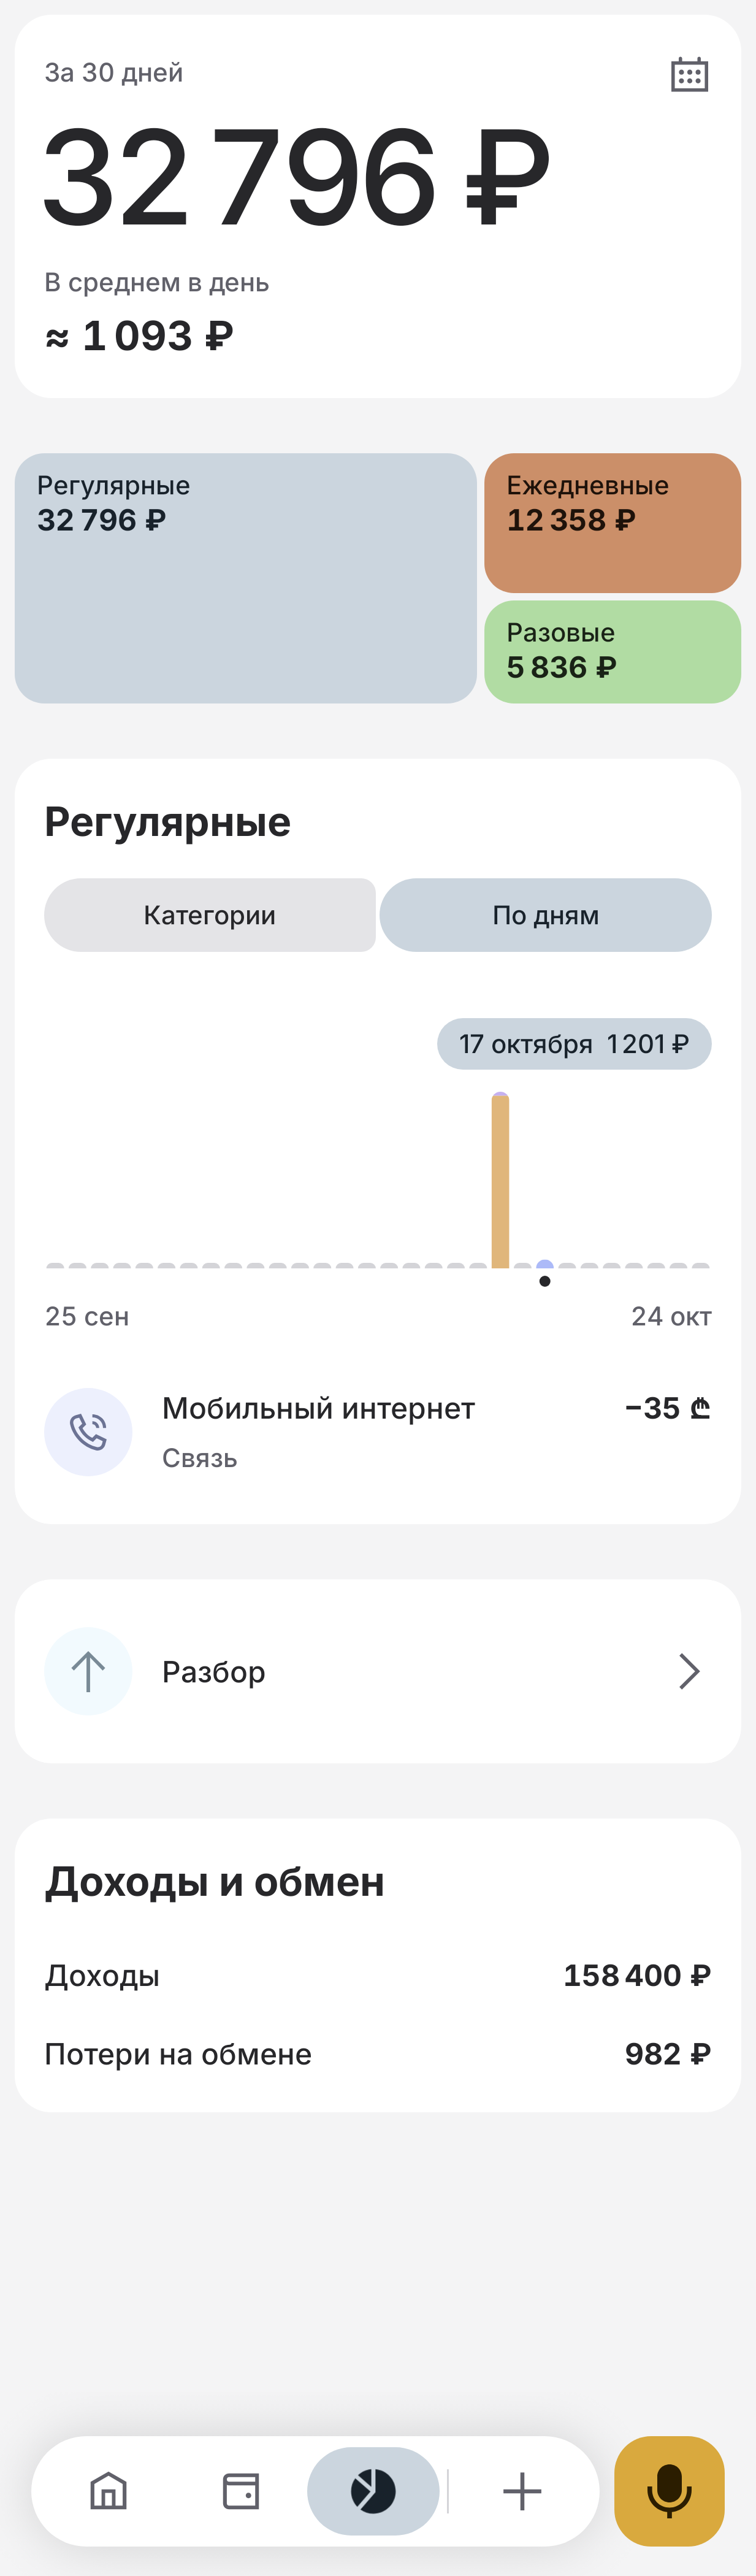 За 30 дней
32 796 ₽
В среднем в день
≈ 1 093 ₽
Регулярные
32 796 ₽
Ежедневные
12 358 ₽
Разовые
5 836 ₽
Регулярные
Категории
По дням
17 октября 1 201 ₽
25 сен
24 окт
Мобильный интернет
−35 ₾
Связь
Разбор
Доходы и обмен
Доходы
158 400 ₽
Потери на обмене
982 ₽